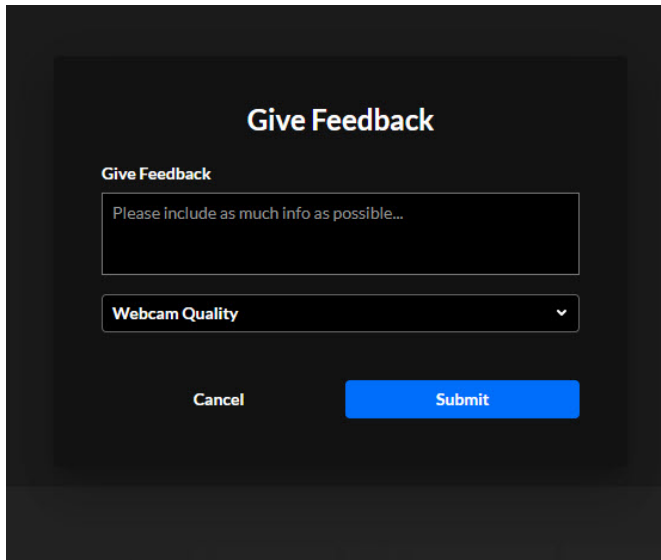 Give Feedback
Give Feedback
Please include as much info as possible...
Webcam Quality
Cancel
Submit